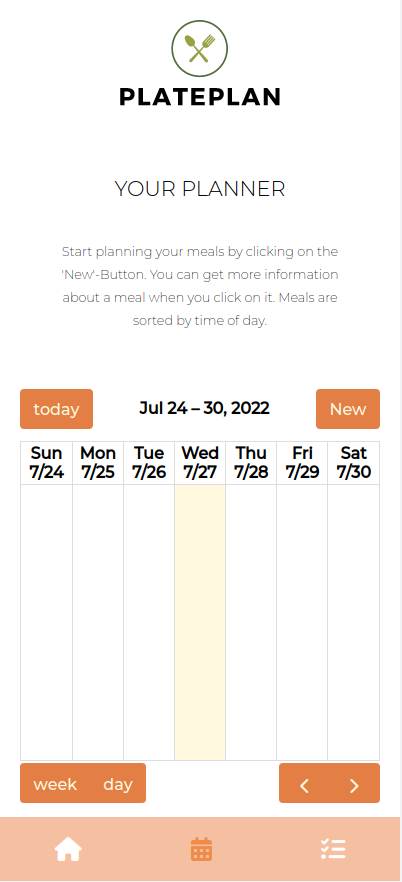 PLATEPLAN
YOUR PLANNER
Start planning your meals by clicking on the
'New'-Button. You can get more information
about a meal when you click on it. Meals are
sorted by time of day.
today Jul 24 – 30, 2022 New
Sun Mon Tue Wed Thu Fri Sat
7/24 7/25 7/26 7/27 7/28 7/29 7/30
week day